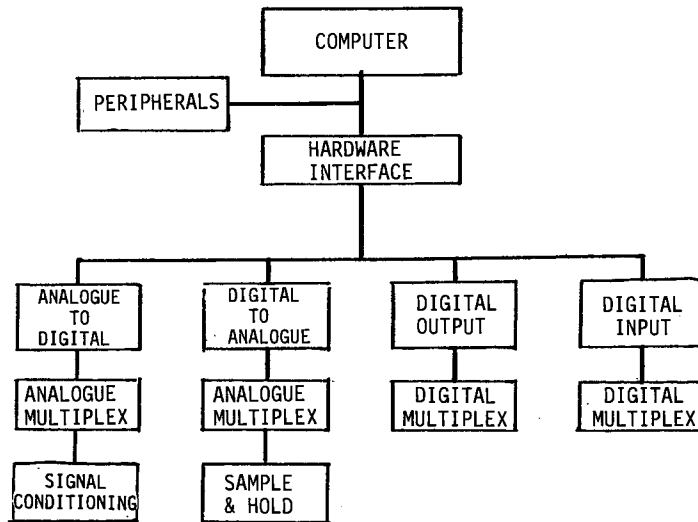 COMPUTER
PERIPHERALS
HARDWARE
INTERFACE
ANALOGUE
TO
DIGITAL
DIGITAL
TO
ANALOGUE
DIGITAL
OUTPUT
DIGITAL
INPUT
ANALOGUE
MULTIPLEX
ANALOGUE
MULTIPLEX
DIGITAL
MULTIPLEX
DIGITAL
MULTIPLEX
SIGNAL
CONDITIONING
SAMPLE
& HOLD